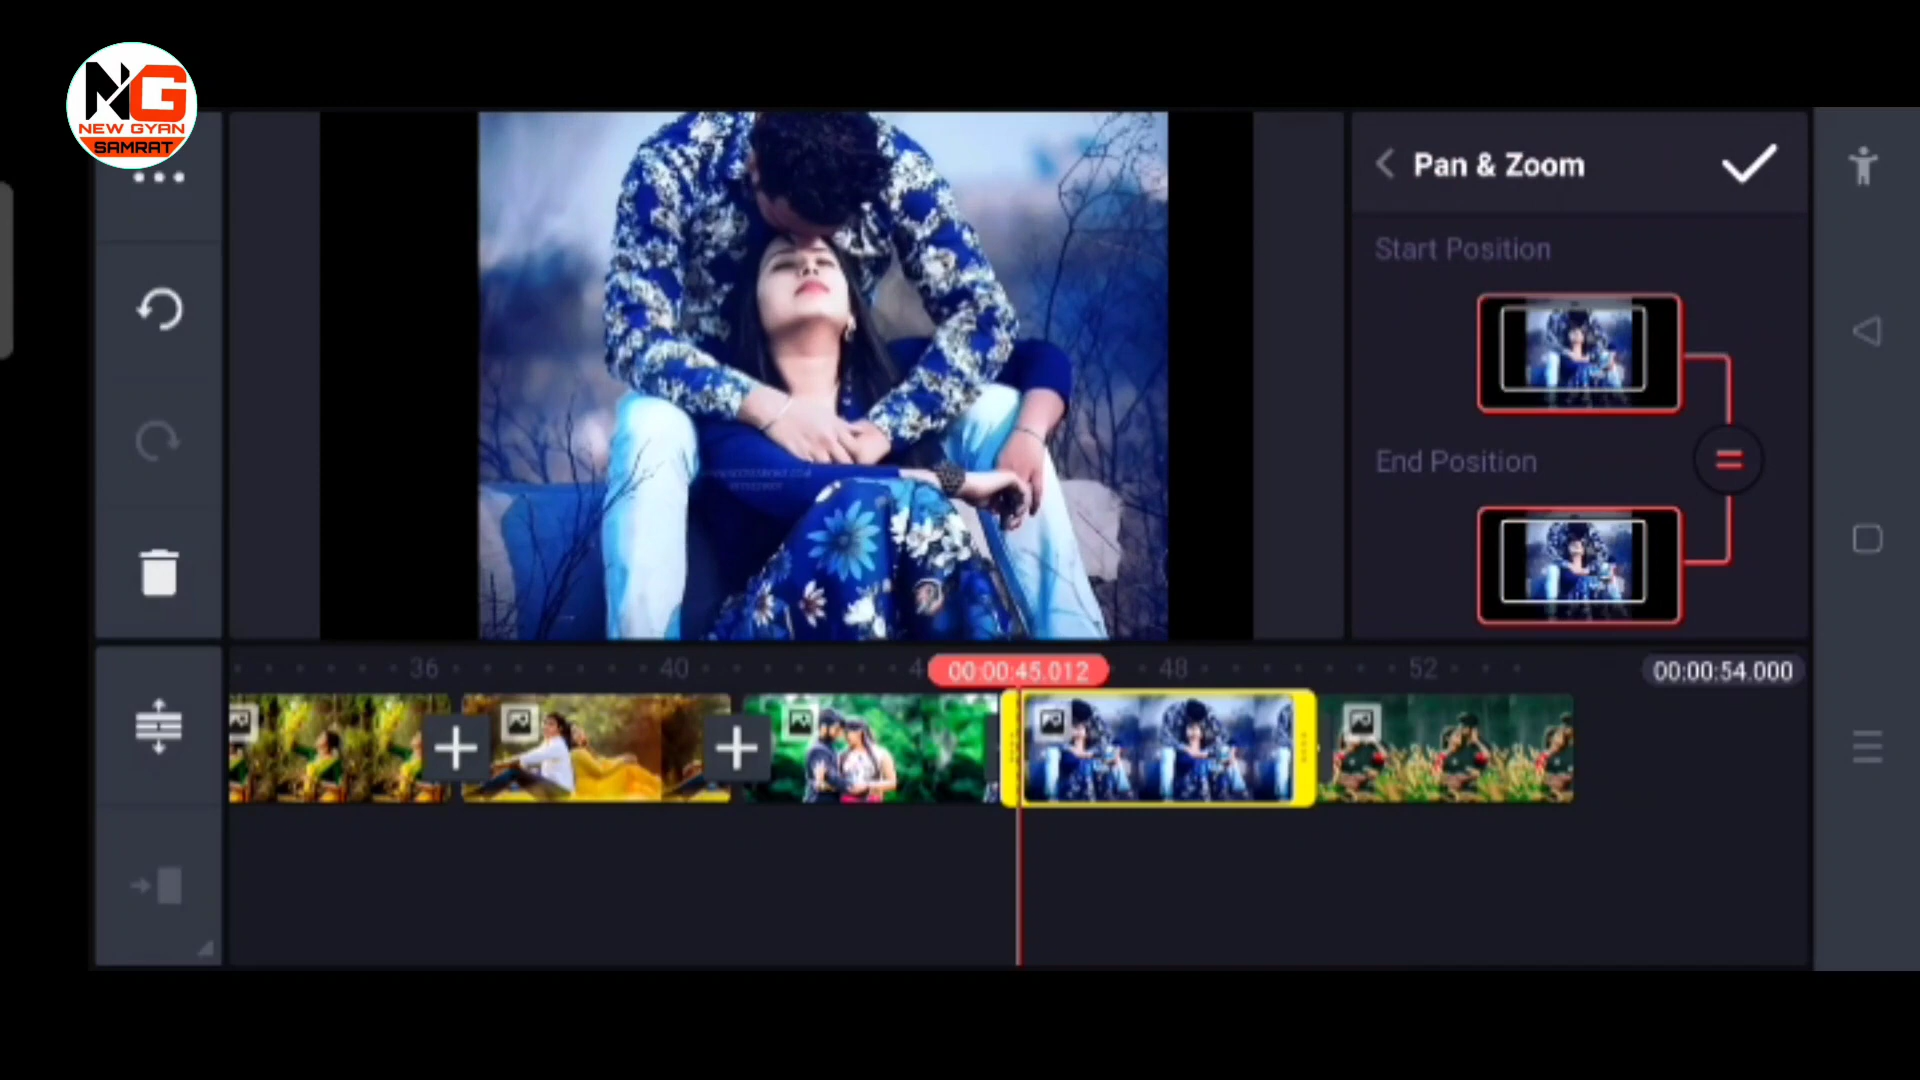 NG
NEW GYAN
SAMRAT
Pan & Zoom
Start Position
End Position
36
40
4
00:00:45.012
48
52
00:00:54.000